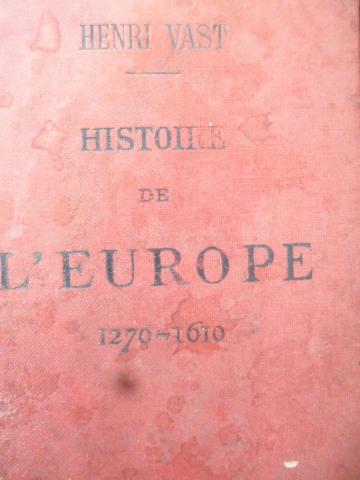 HENRI VAST
HISTOIRE
DE
L'EUROPE
1270-1610